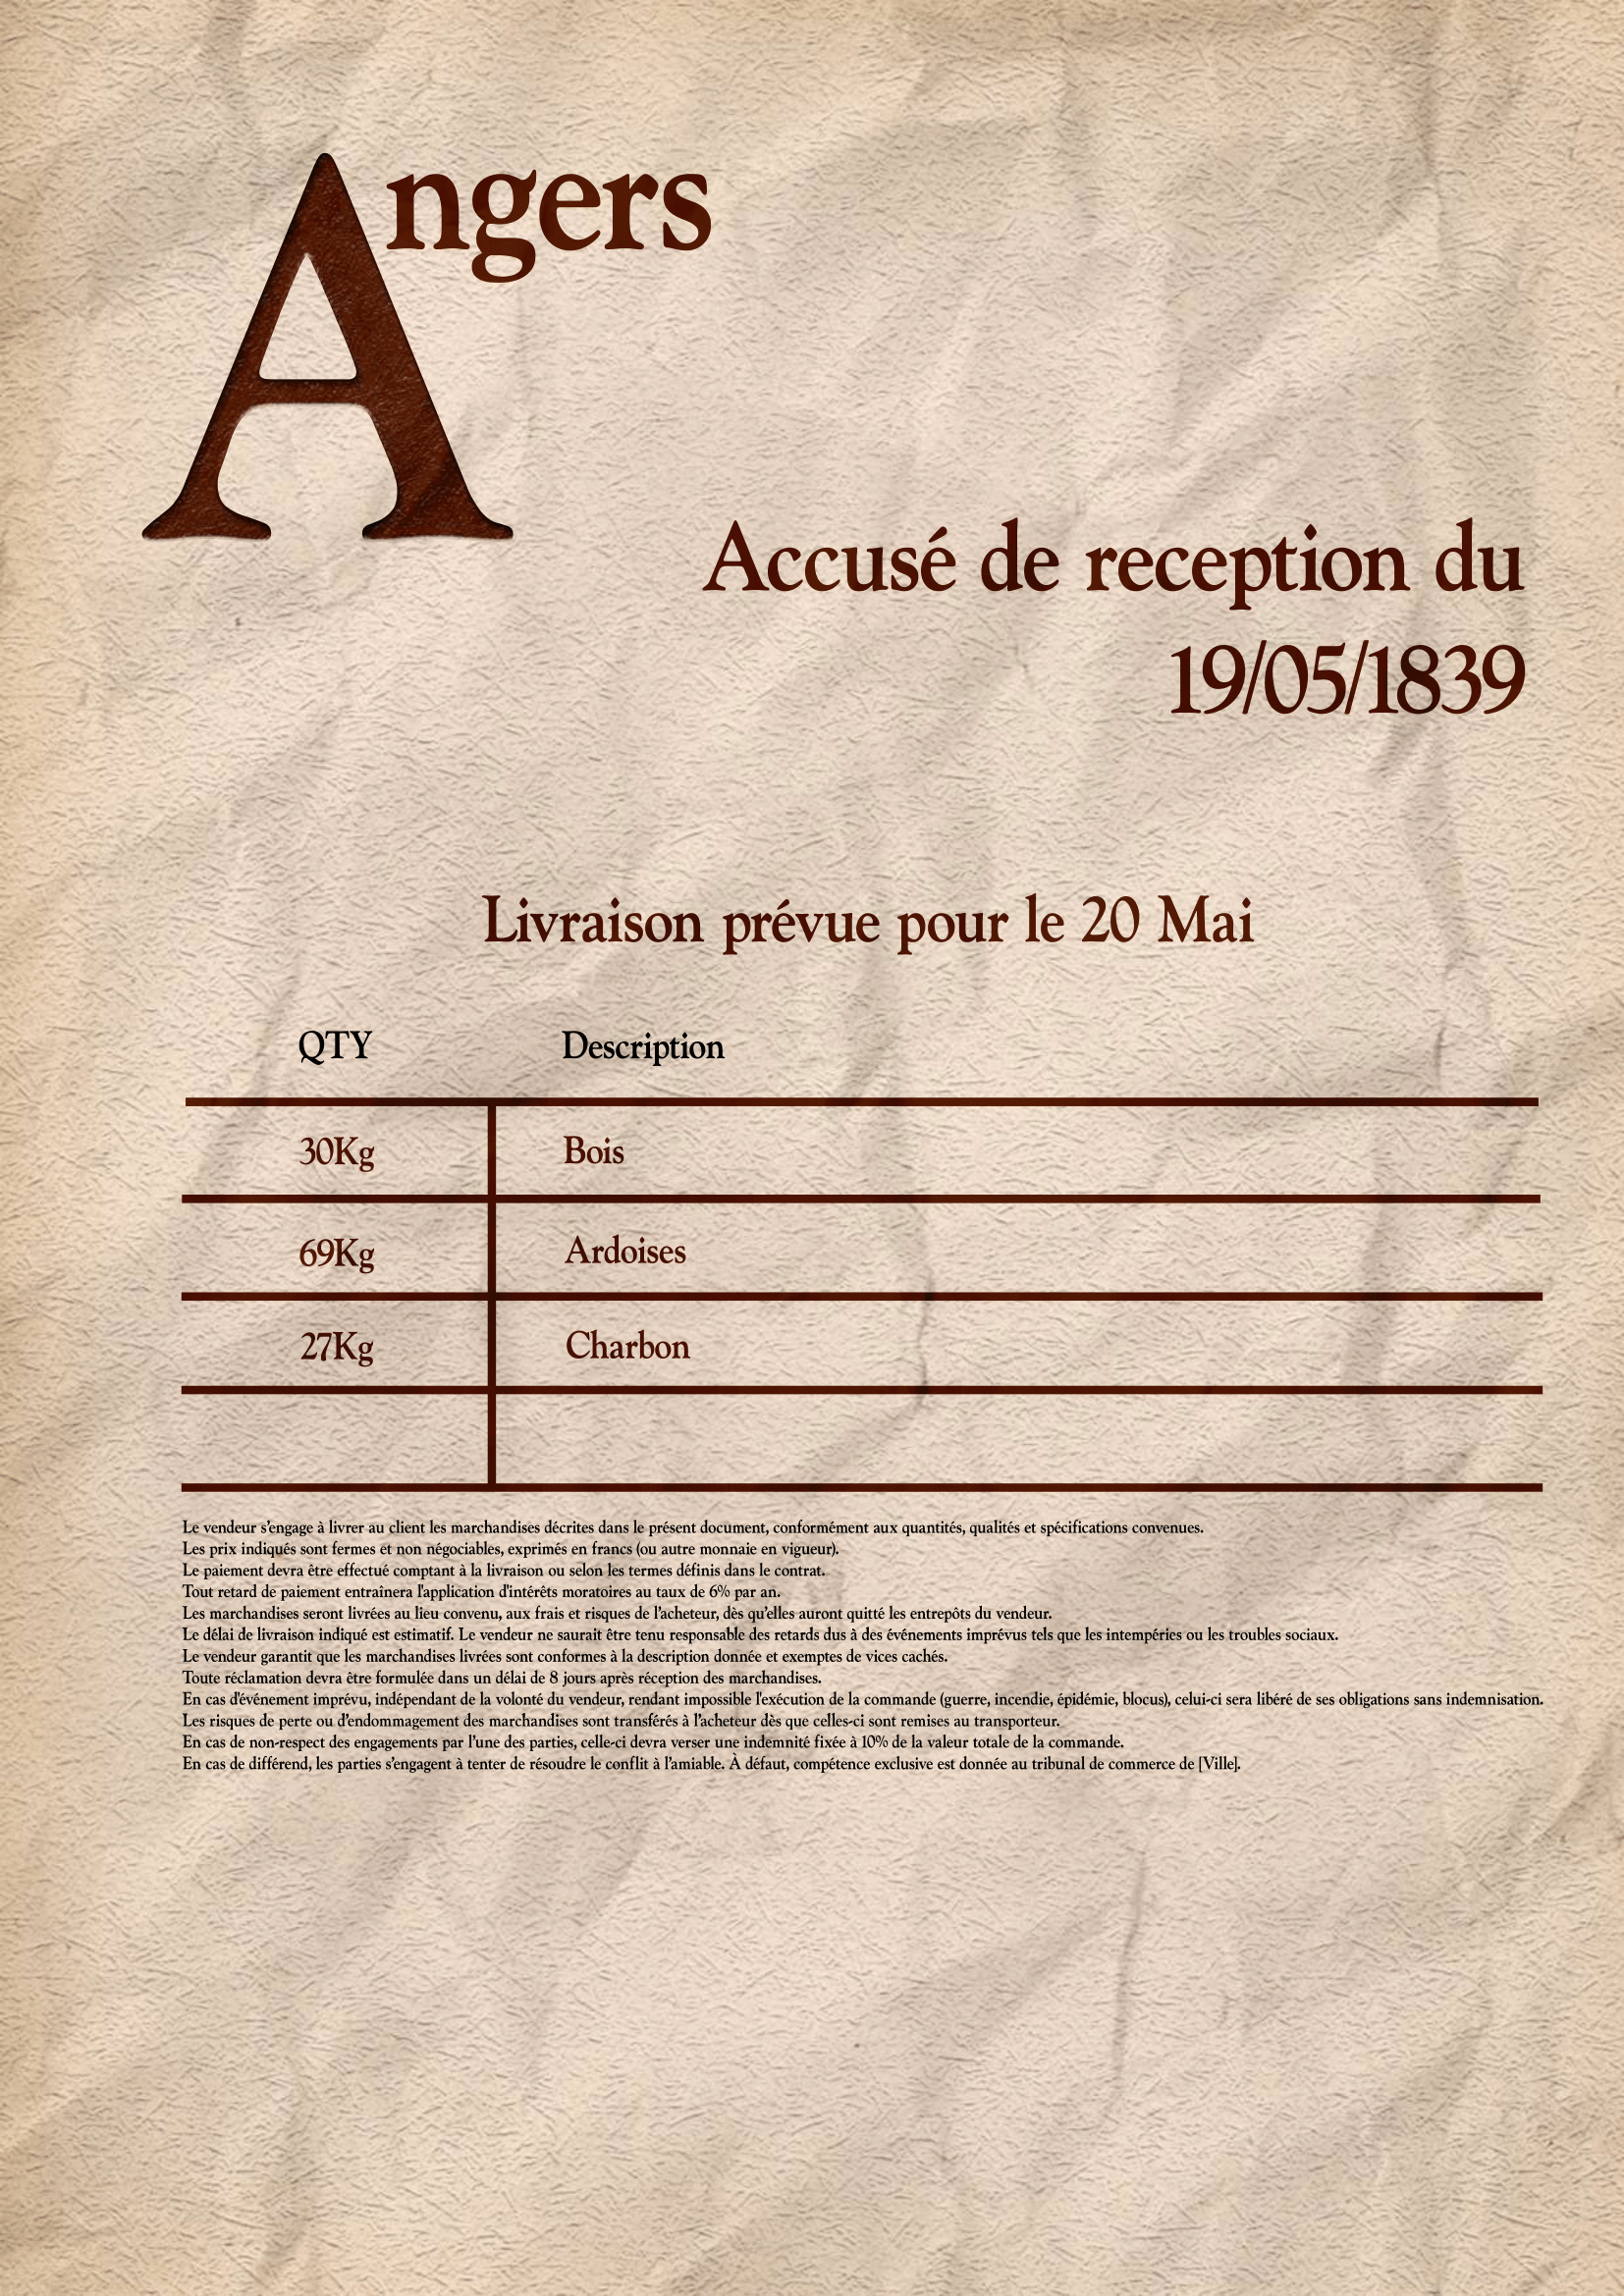 Angers
Accusé de reception du
19/05/1839
Livraison prévue pour le 20 Mai
QTY Description
30Kg Bois
69Kg Ardoises
27Kg Charbon
Le vendeur s'engage à livrer au client les marchandises décrites dans le présent document, conformément aux quantités, qualités et spécifications convenues.
Les prix indiqués sont fermes et non négociables, exprimés en francs (ou autre monnaie en vigueur).
Le paiement devra être effectué comptant à la livraison ou selon les termes définis dans le contrat.
Tout retard de paiement entraînera l'application d'intérêts moratoires au taux de 6% par an.
Les marchandises seront livrées au lieu convenu, aux frais et risques de l'acheteur, dès qu'elles auront quitté les entrepôts du vendeur.
Le délai de livraison indiqué est estimatif. Le vendeur ne saurait être tenu responsable des retards dus à des événements imprévus tels que les intempéries ou les troubles sociaux.
Le vendeur garantit que les marchandises livrées sont conformes à la description donnée et exemptes de vices cachés.
Toute réclamation devra être formulée dans un délai de 8 jours après réception des marchandises.
En cas d'événement imprévu, indépendant de la volonté du vendeur, rendant impossible l'exécution de la commande (guerre, incendie, épidémie, blocus), celui-ci sera libéré de ses obligations sans indemnisation.
Les risques de perte ou d'endommagement des marchandises sont transférés à l'acheteur dès que celles-ci sont remises au transporteur.
En cas de non-respect des engagements par l'une des parties, celle-ci devra verser une indemnité fixée à 10% de la valeur totale de la commande.
En cas de différend, les parties s'engagent à tenter de résoudre le conflit à l'amiable. À défaut, compétence exclusive est donnée au tribunal de commerce de [Ville].